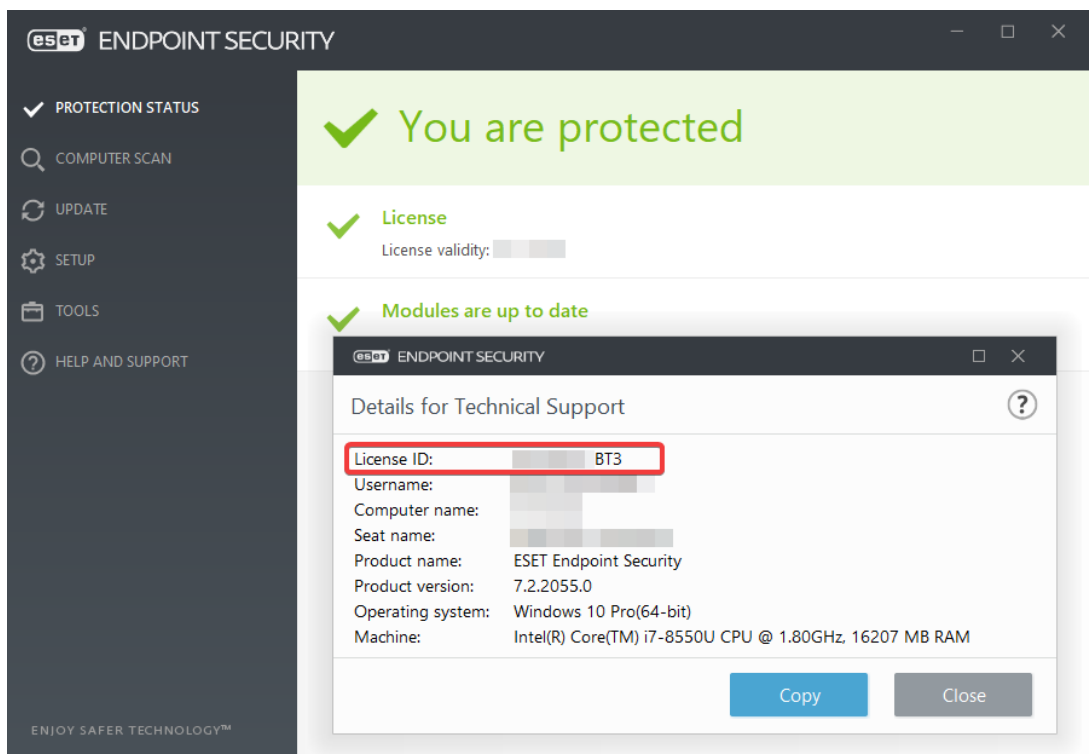 eset ENDPOINT SECURITY
PROTECTION STATUS
COMPUTER SCAN
UPDATE
SETUP
TOOLS
HELP AND SUPPORT
ENJOY SAFER TECHNOLOGY™
You are protected
License
License validity:
Modules are up to date
eset ENDPOINT SECURITY
Details for Technical Support
?
License ID: BT3
Username:
Computer name:
Seat name:
Product name: ESET Endpoint Security
Product version: 7.2.2055.0
Operating system: Windows 10 Pro(64-bit)
Machine: Intel(R) Core(TM) i7-8550U CPU @ 1.80GHz, 16207 MB RAM
Copy Close